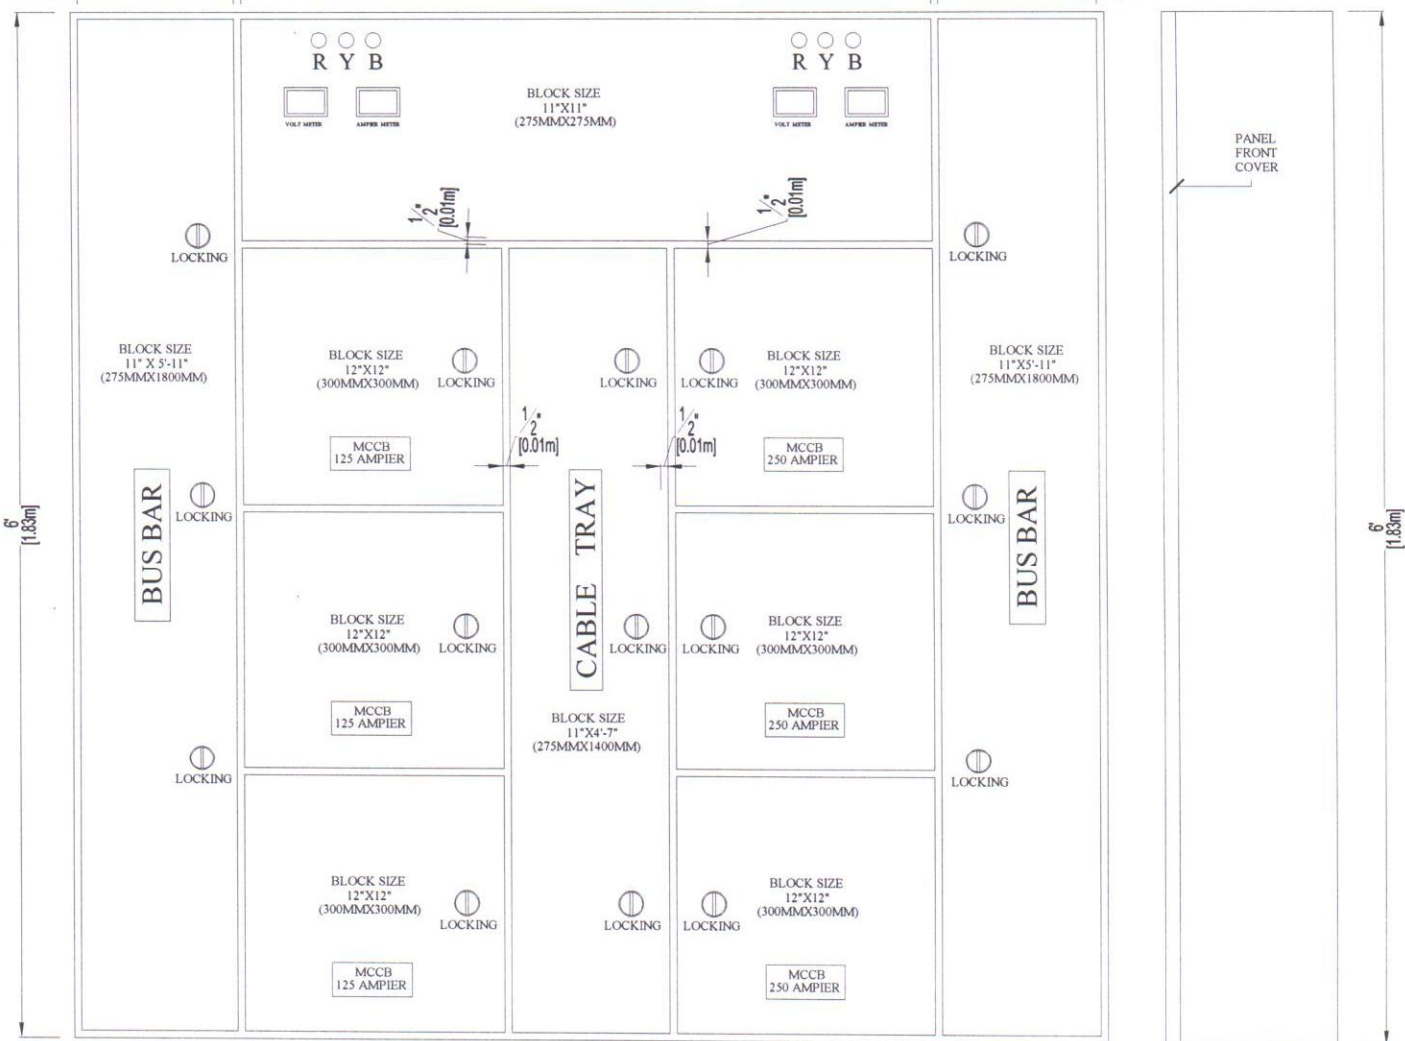 R Y B
VOLT METER
AMPIER METER
BLOCK SIZE
11"X11"
(275MMX275MM)
R Y B
VOLT METER
AMPIER METER
PANEL
FRONT
COVER
1/2"
[0.01m]
1/2"
[0.01m]
LOCKING
LOCKING
BLOCK SIZE
11" X 5'-11"
(275MMX1800MM)
BLOCK SIZE
12"X12"
(300MMX300MM)
LOCKING
LOCKING
LOCKING
BLOCK SIZE
12"X12"
(300MMX300MM)
BLOCK SIZE
11"X5'-11"
(275MMX1800MM)
1/2"
[0.01m]
1/2"
[0.01m]
MCCB
125 AMPIER
MCCB
250 AMPIER
6'
[1.83m]
BUS BAR
LOCKING
CABLE TRAY
LOCKING
BUS BAR
6'
[1.83m]
BLOCK SIZE
12"X12"
(300MMX300MM)
LOCKING
LOCKING
LOCKING
BLOCK SIZE
12"X12"
(300MMX300MM)
MCCB
125 AMPIER
BLOCK SIZE
11"X4'-7"
(275MMX1400MM)
MCCB
250 AMPIER
LOCKING
LOCKING
BLOCK SIZE
12"X12"
(300MMX300MM)
LOCKING
LOCKING
LOCKING
BLOCK SIZE
12"X12"
(300MMX300MM)
MCCB
125 AMPIER
MCCB
250 AMPIER